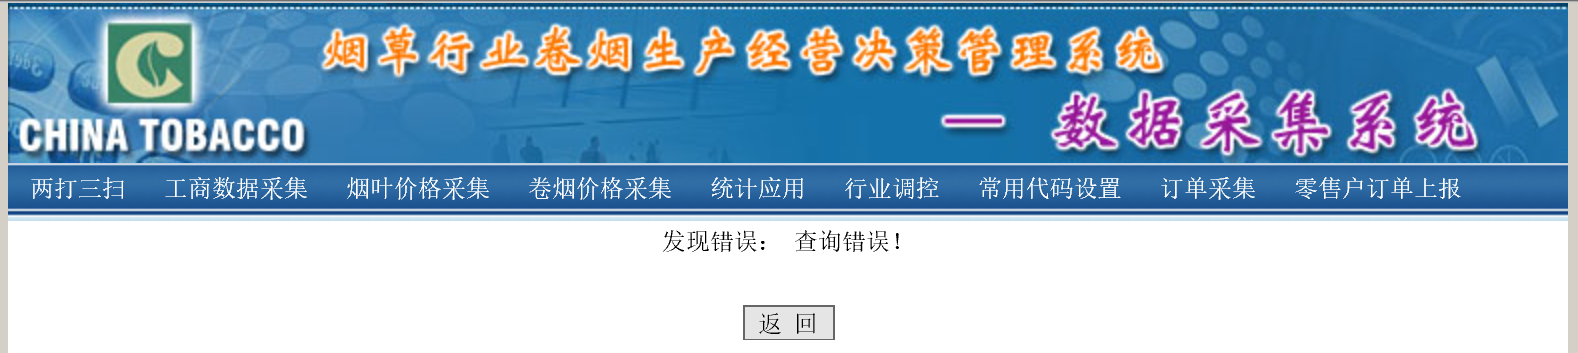 烟草行业卷烟生产经营决策管理系统
CHINA TOBACCO
— 数据采集系统
两打三扫 工商数据采集 烟叶价格采集 卷烟价格采集 统计应用 行业调控 常用代码设置 订单采集 零售户订单上报
发现错误： 查询错误！
返 回